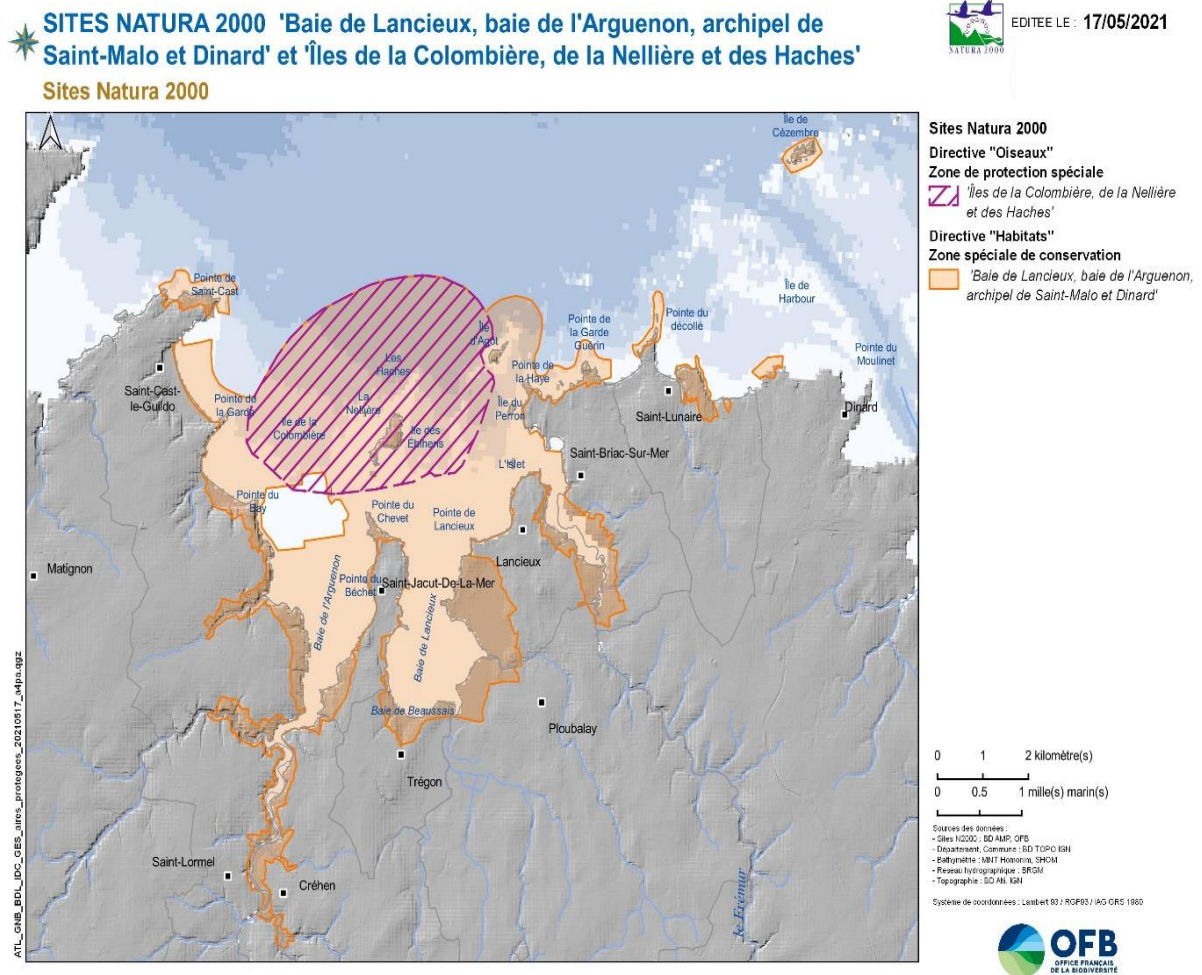 SITES NATURA 2000 'Baie de Lancieux, baie de l'Arguenon, archipel de
Saint-Malo et Dinard' et 'Îles de la Colombière, de la Nellière et des Haches'
Sites Natura 2000
NATURA 2000
EDITEE LE : 17/05/2021
Île de
Cézembre
Pointe de
Saint-Cast
Île de
Harbour
Pointe de
la Garde
Guérin
Pointe du
décollé
Île
d'Agot
Pointe du
Moulinet
Les
Haches
Pointe de
la Haye
Saint-Cast-
le-Guildo
Pointe de
la Garde
La
Nellière
Île du
Perron
Saint-Lunaire
Dinard
Île de la
Colombière
Île des
Ebihens
Saint-Briac-Sur-Mer
L'Islet
Pointe du
Bay
Pointe du
Chevet
Pointe de
Lancieux
Matignon
Lancieux
Pointe du
Béchet
Saint-Jacut-De-La-Mer
Baie de l'Arguenon
Baie de Lancieux
Baie de Beaussais
Ploubalay
Trégon
Saint-Lormel
Créhen
le Frémur
ATL_GNB_BDL_IDC_GES_aires_protegees_20210517_a4pa.qgz
Sites Natura 2000
Directive "Oiseaux"
Zone de protection spéciale
'Îles de la Colombière, de la Nellière
et des Haches'
Directive "Habitats"
Zone spéciale de conservation
'Baie de Lancieux, baie de l'Arguenon,
archipel de Saint-Malo et Dinard'
0 1 2 kilomètre(s)
0 0.5 1 mille(s) marin(s)
Sources des données :
- Sites N2000 : BD AMP, OFB
- Département, Commune : BD TOPO IGN
- Bathymétrie : MNT Homonim, SHOM
- Réseau hydrographique : BRGM
- Topographie : BD Alti, IGN
Système de coordonnées : Lambert 93 / RGF93 / IAG GRS 1980
OFB
OFFICE FRANÇAIS
DE LA BIODIVERSITÉ